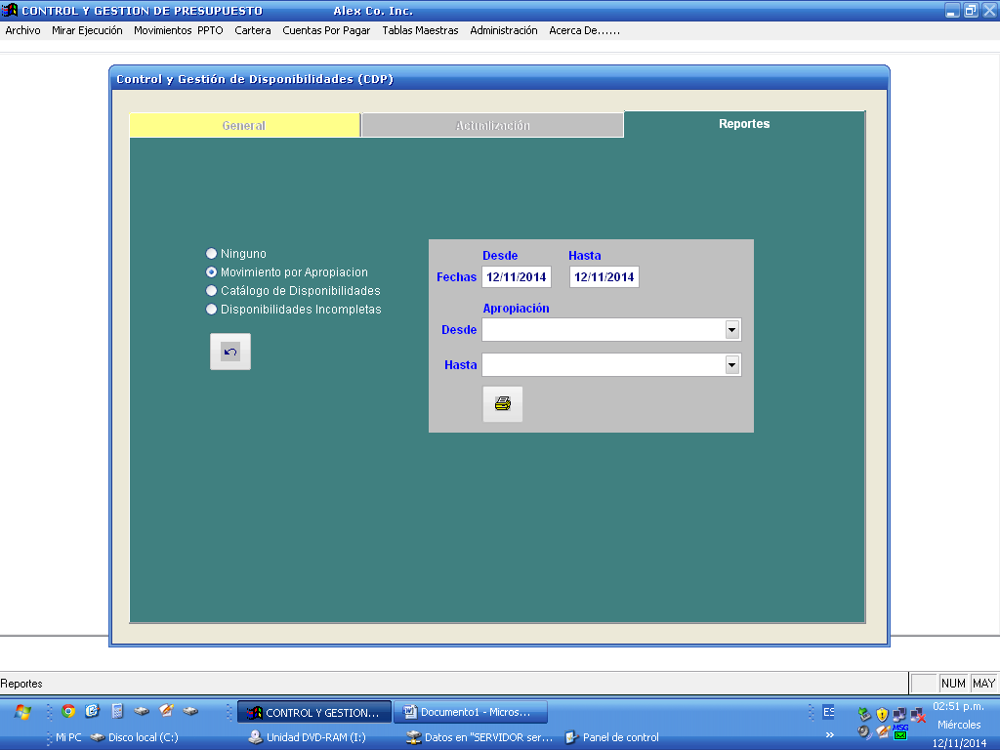 CONTROL Y GESTION DE PRESUPUESTO Alex Co. Inc.
Archivo Mirar Ejecución Movimientos PPTO Cartera Cuentas Por Pagar Tablas Maestras Administración Acerca De......
Control y Gestión de Disponibilidades (CDP)
General Actualización Reportes
Ninguno
Movimiento por Apropiacion
Catálogo de Disponibilidades
Disponibilidades Incompletas
Desde Hasta
Fechas 12/11/2014 12/11/2014
Apropiación
Desde
Hasta
Reportes NUM MAY
CONTROL Y GESTION... Documento1 - Micros... ES
Mi PC Disco local (C:) Unidad DVD-RAM (I:) Datos en "SERVIDOR ser... Panel de control »
MSG
02:51 p.m.
Miércoles
12/11/2014